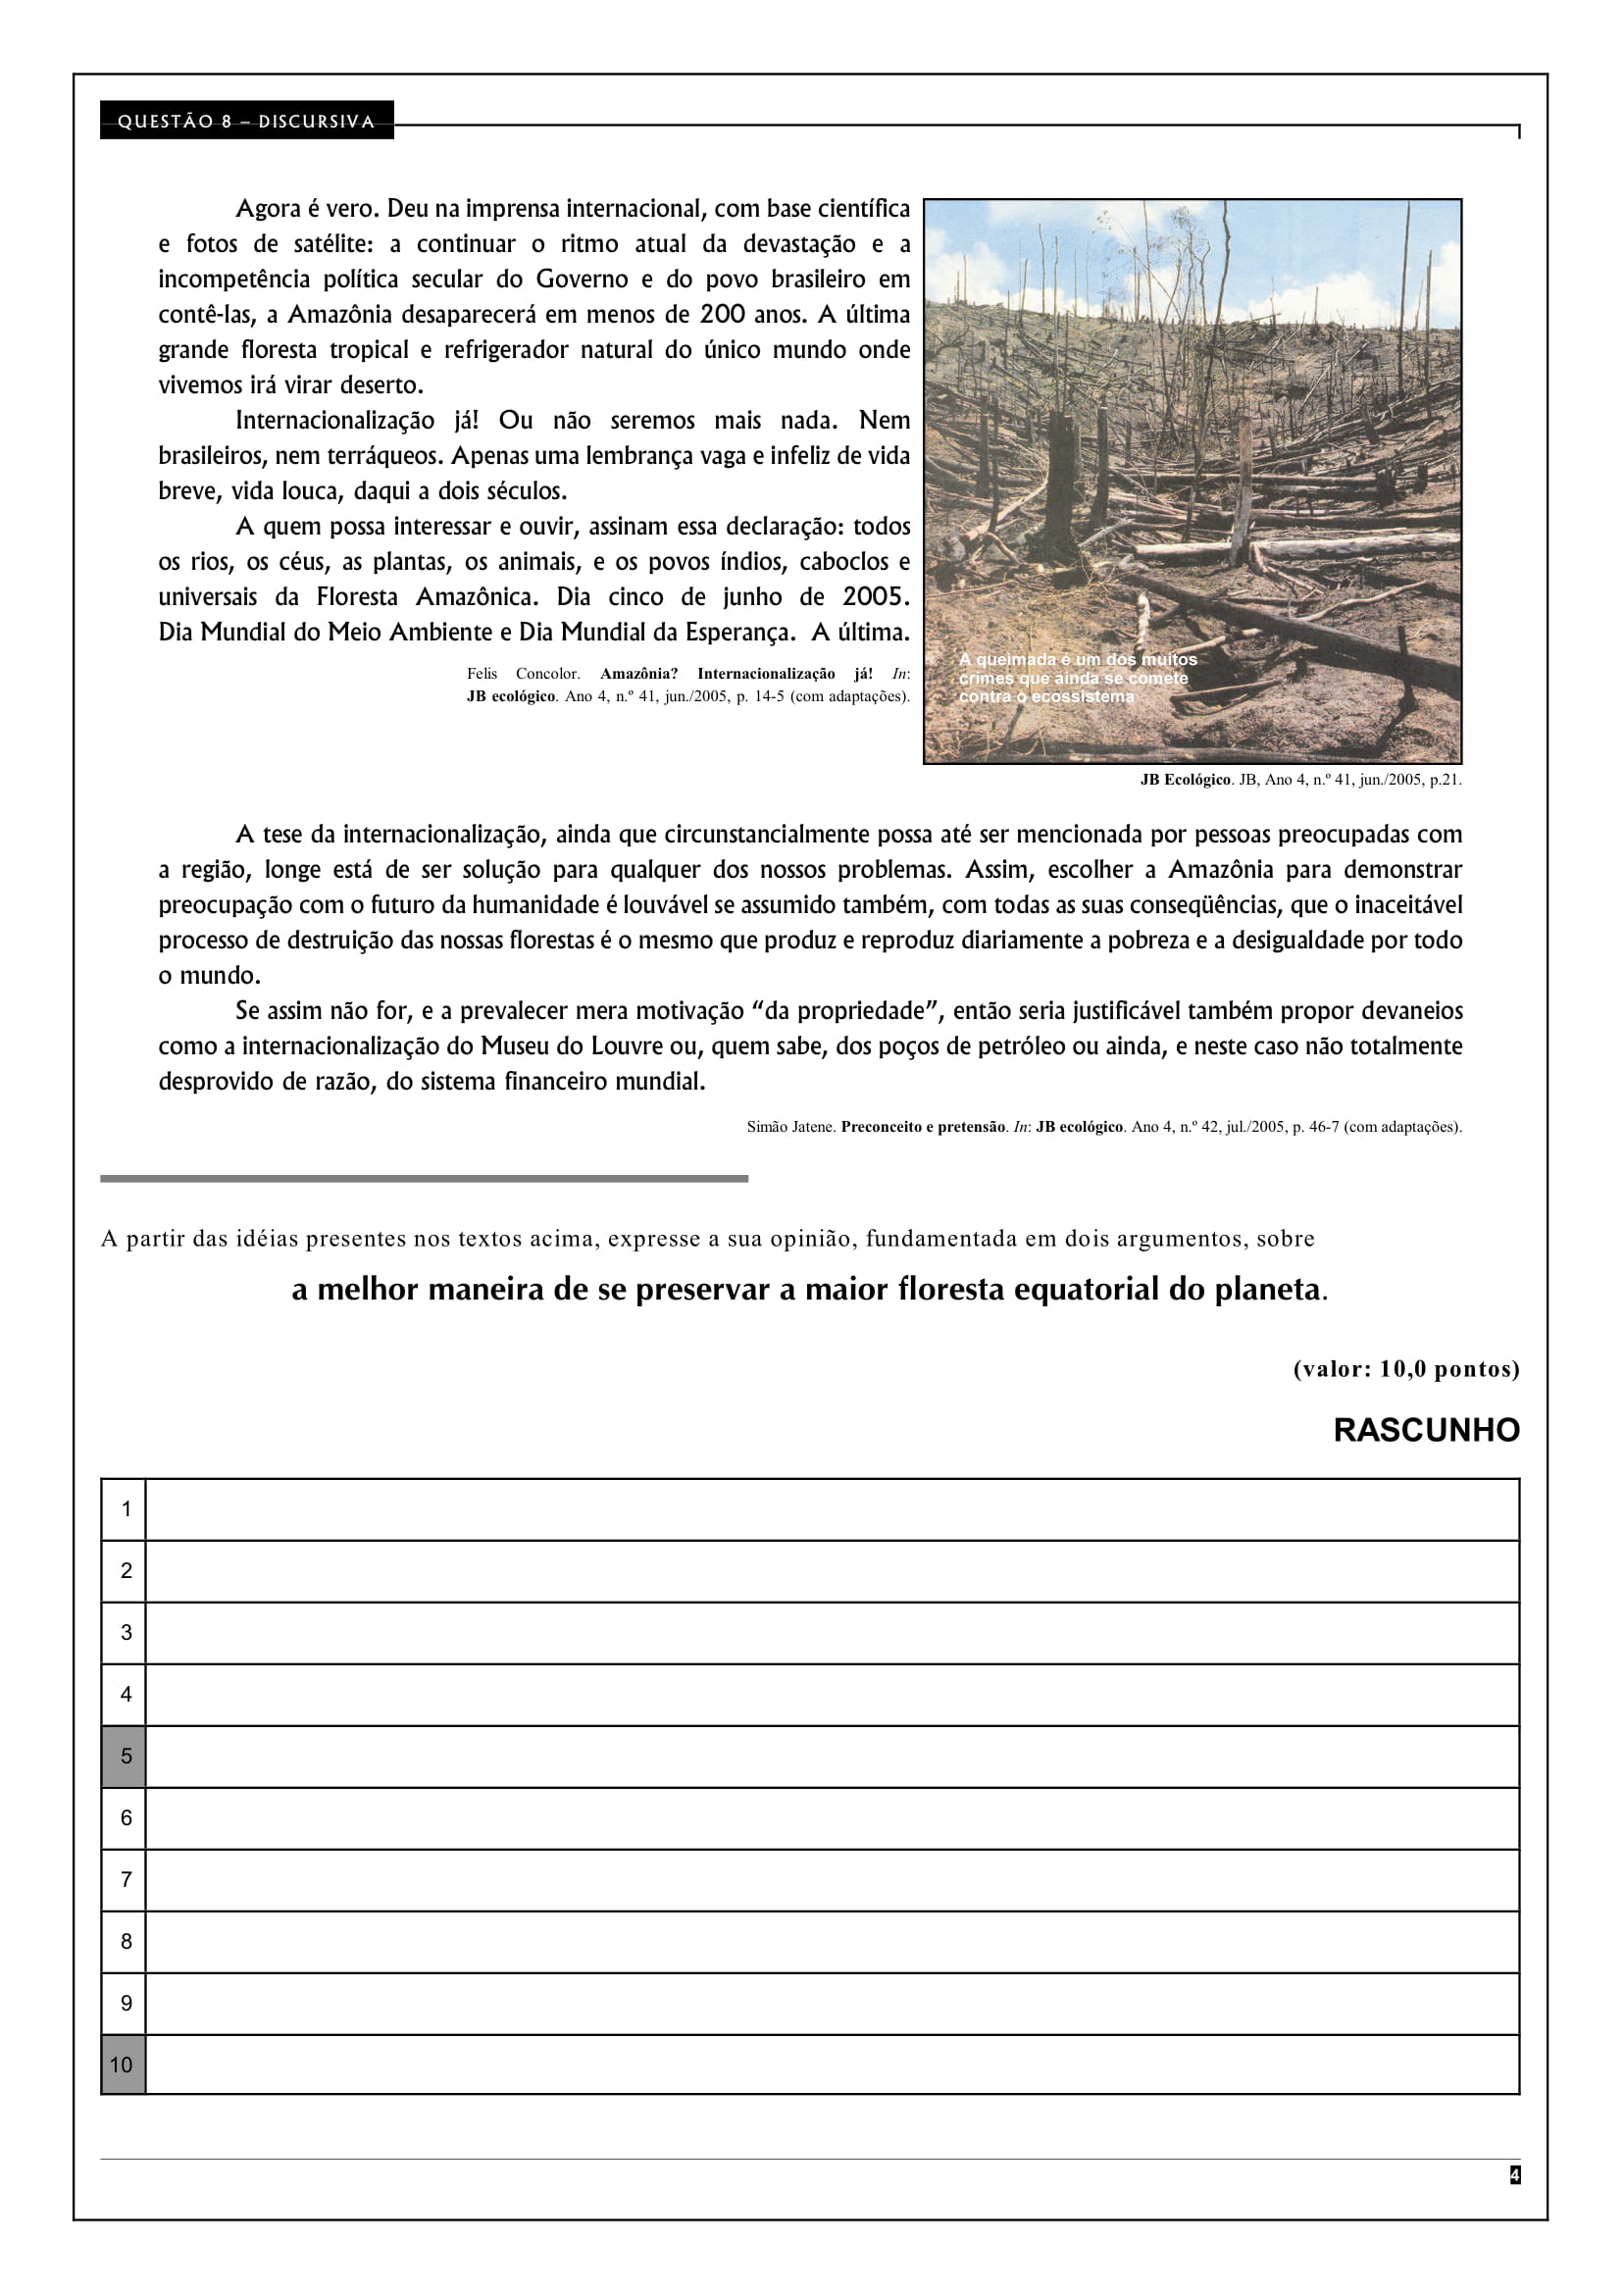 QUESTÃO 8 – DISCURSIVA
Agora é vero. Deu na imprensa internacional, com base científica
e fotos de satélite: a continuar o ritmo atual da devastação e a
incompetência política secular do Governo e do povo brasileiro em
contê-las, a Amazônia desaparecerá em menos de 200 anos. A última
grande floresta tropical e refrigerador natural do único mundo onde
vivemos irá virar deserto.
Internacionalização já! Ou não seremos mais nada. Nem
brasileiros, nem terráqueos. Apenas uma lembrança vaga e infeliz de vida
breve, vida louca, daqui a dois séculos.
A quem possa interessar e ouvir, assinam essa declaração: todos
os rios, os céus, as plantas, os animais, e os povos índios, caboclos e
universais da Floresta Amazônica. Dia cinco de junho de 2005.
Dia Mundial do Meio Ambiente e Dia Mundial da Esperança. A última.
Felis Concolor. Amazônia? Internacionalização já! In:
JB ecológico. Ano 4, n.º 41, jun./2005, p. 14-5 (com adaptações).
A queimada é um dos muitos
crimes que ainda se comete
contra o ecossistema
JB Ecológico. JB, Ano 4, n.º 41, jun./2005, p.21.
A tese da internacionalização, ainda que circunstancialmente possa até ser mencionada por pessoas preocupadas com
a região, longe está de ser solução para qualquer dos nossos problemas. Assim, escolher a Amazônia para demonstrar
preocupação com o futuro da humanidade é louvável se assumido também, com todas as suas conseqüências, que o inaceitável
processo de destruição das nossas florestas é o mesmo que produz e reproduz diariamente a pobreza e a desigualdade por todo
o mundo.
Se assim não for, e a prevalecer mera motivação “da propriedade”, então seria justificável também propor devaneios
como a internacionalização do Museu do Louvre ou, quem sabe, dos poços de petróleo ou ainda, e neste caso não totalmente
desprovido de razão, do sistema financeiro mundial.
Simão Jatene. Preconceito e pretensão. In: JB ecológico. Ano 4, n.º 42, jul./2005, p. 46-7 (com adaptações).
A partir das idéias presentes nos textos acima, expresse a sua opinião, fundamentada em dois argumentos, sobre
a melhor maneira de se preservar a maior floresta equatorial do planeta.
(valor: 10,0 pontos)
RASCUNHO
1
2
3
4
5
6
7
8
9
10
4